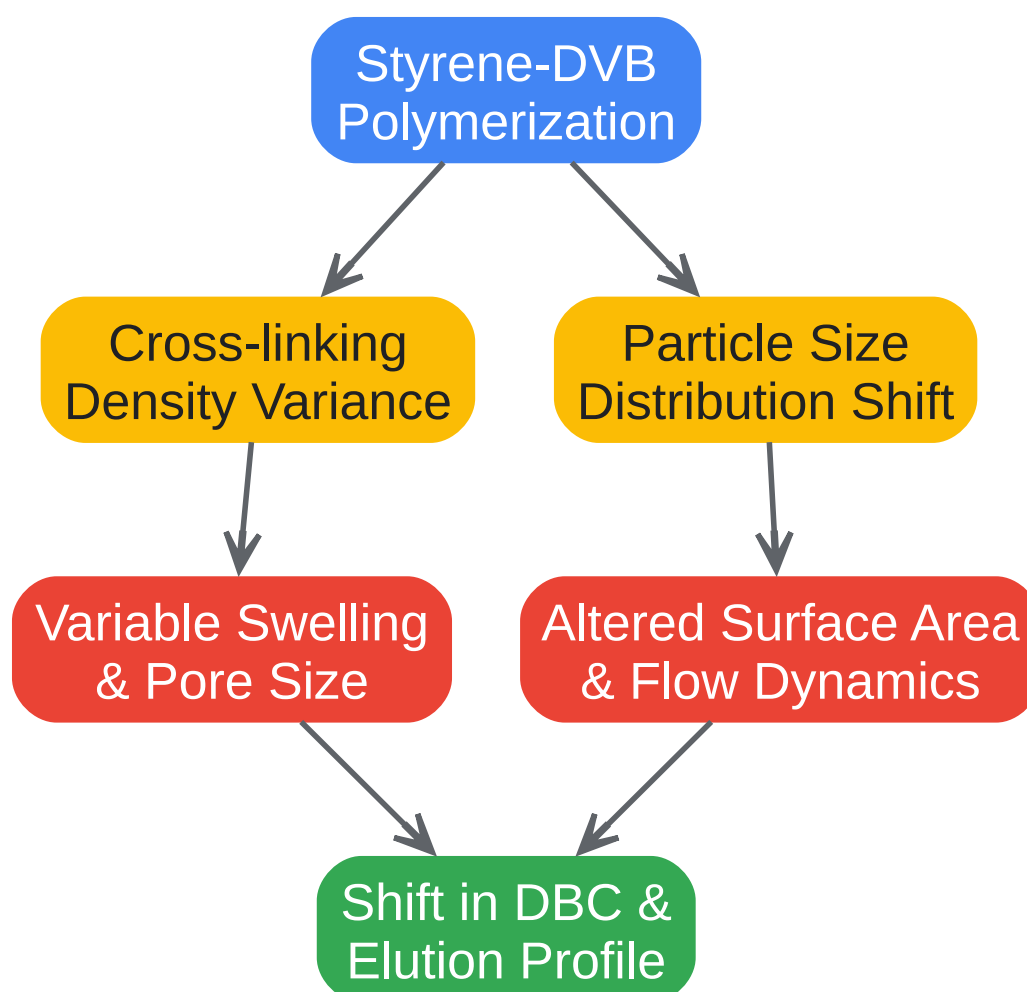 Styrene-DVB
Polymerization
Cross-linking
Density Variance
Particle Size
Distribution Shift
Variable Swelling
& Pore Size
Altered Surface Area
& Flow Dynamics
Shift in DBC &
Elution Profile